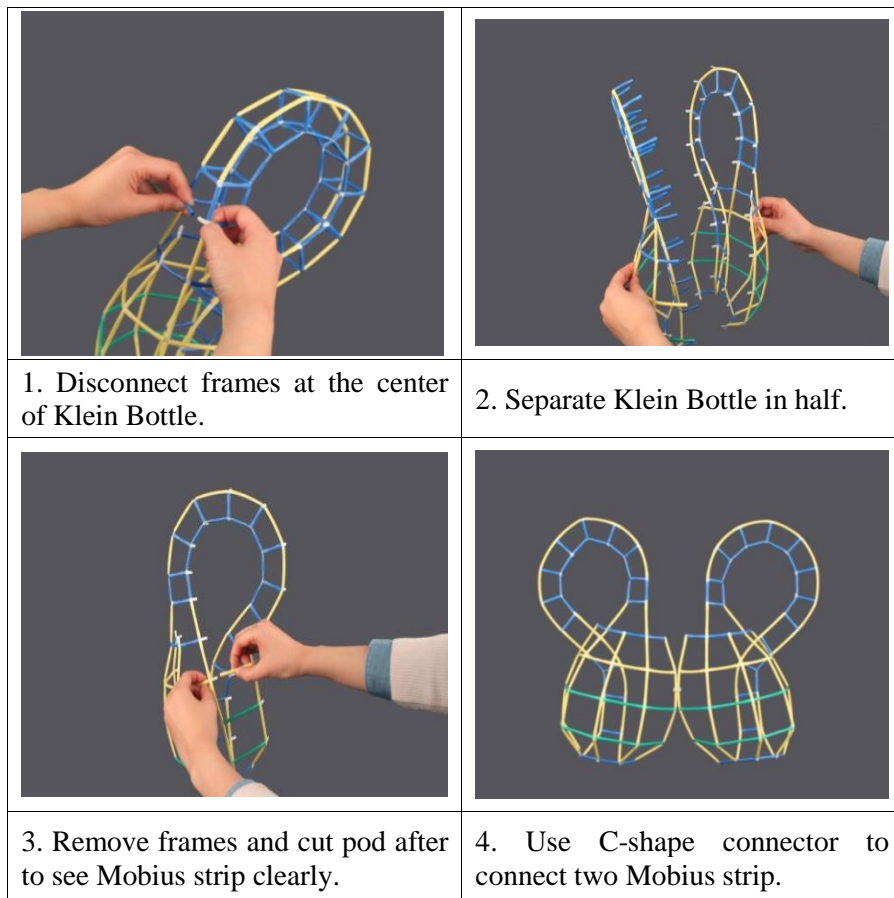 1. Disconnect frames at the center
of Klein Bottle.
2. Separate Klein Bottle in half.
3. Remove frames and cut pod after
to see Mobius strip clearly.
4. Use C-shape connector to
connect two Mobius strip.